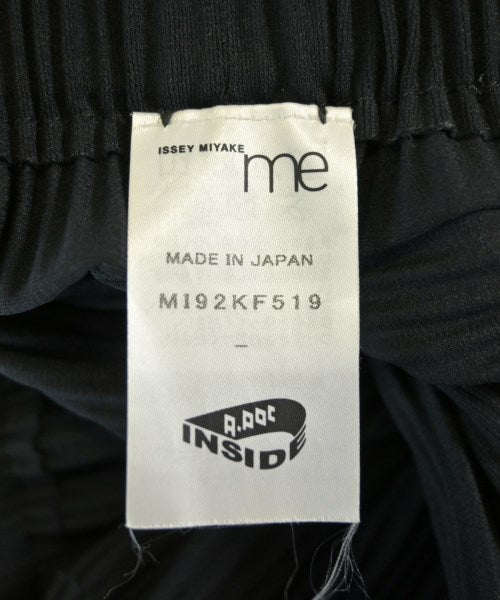 ISSEY MIYAKE me
MADE IN JAPAN
MI92KF519
–
A-POC
INSIDE